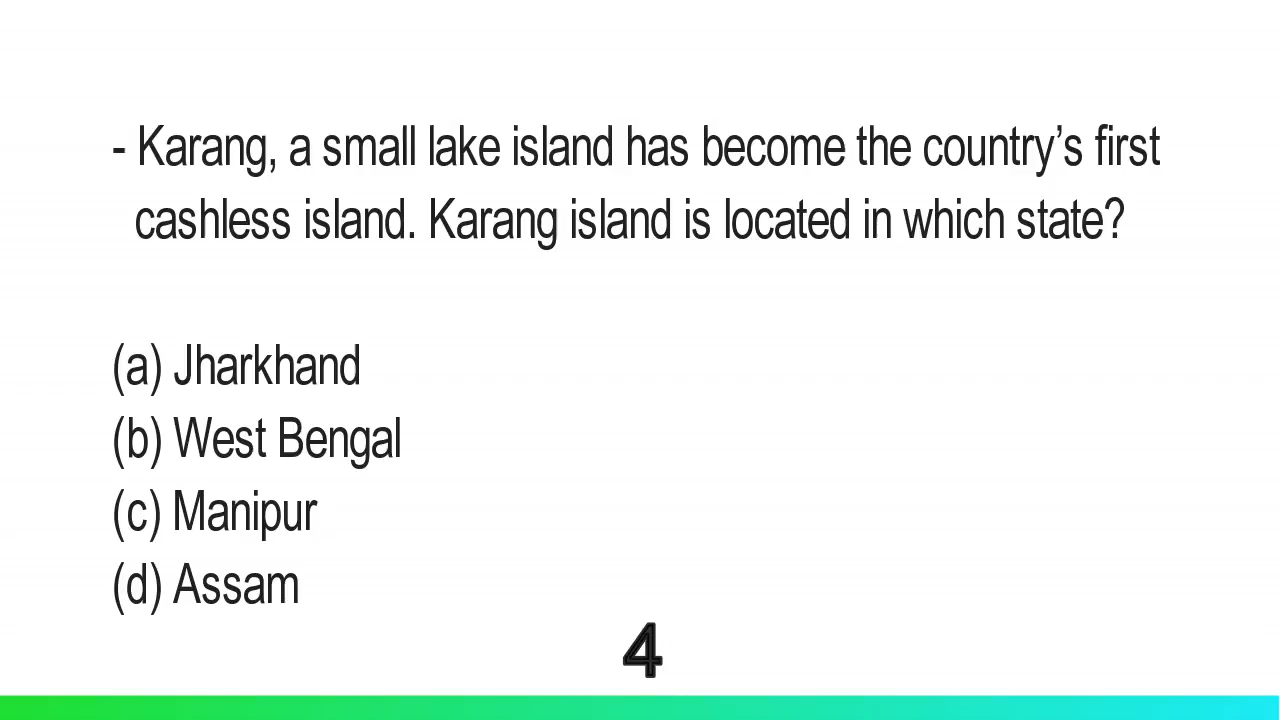 - Karang, a small lake island has become the country’s first
cashless island. Karang island is located in which state?
(a) Jharkhand
(b) West Bengal
(c) Manipur
(d) Assam
4